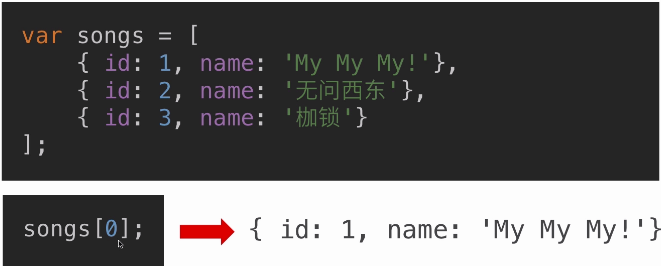 var songs = [
{ id: 1, name: 'My My My!'},
{ id: 2, name: '无问西东'},
{ id: 3, name: '枷锁'}
];
songs[0];
{ id: 1, name: 'My My My!'}